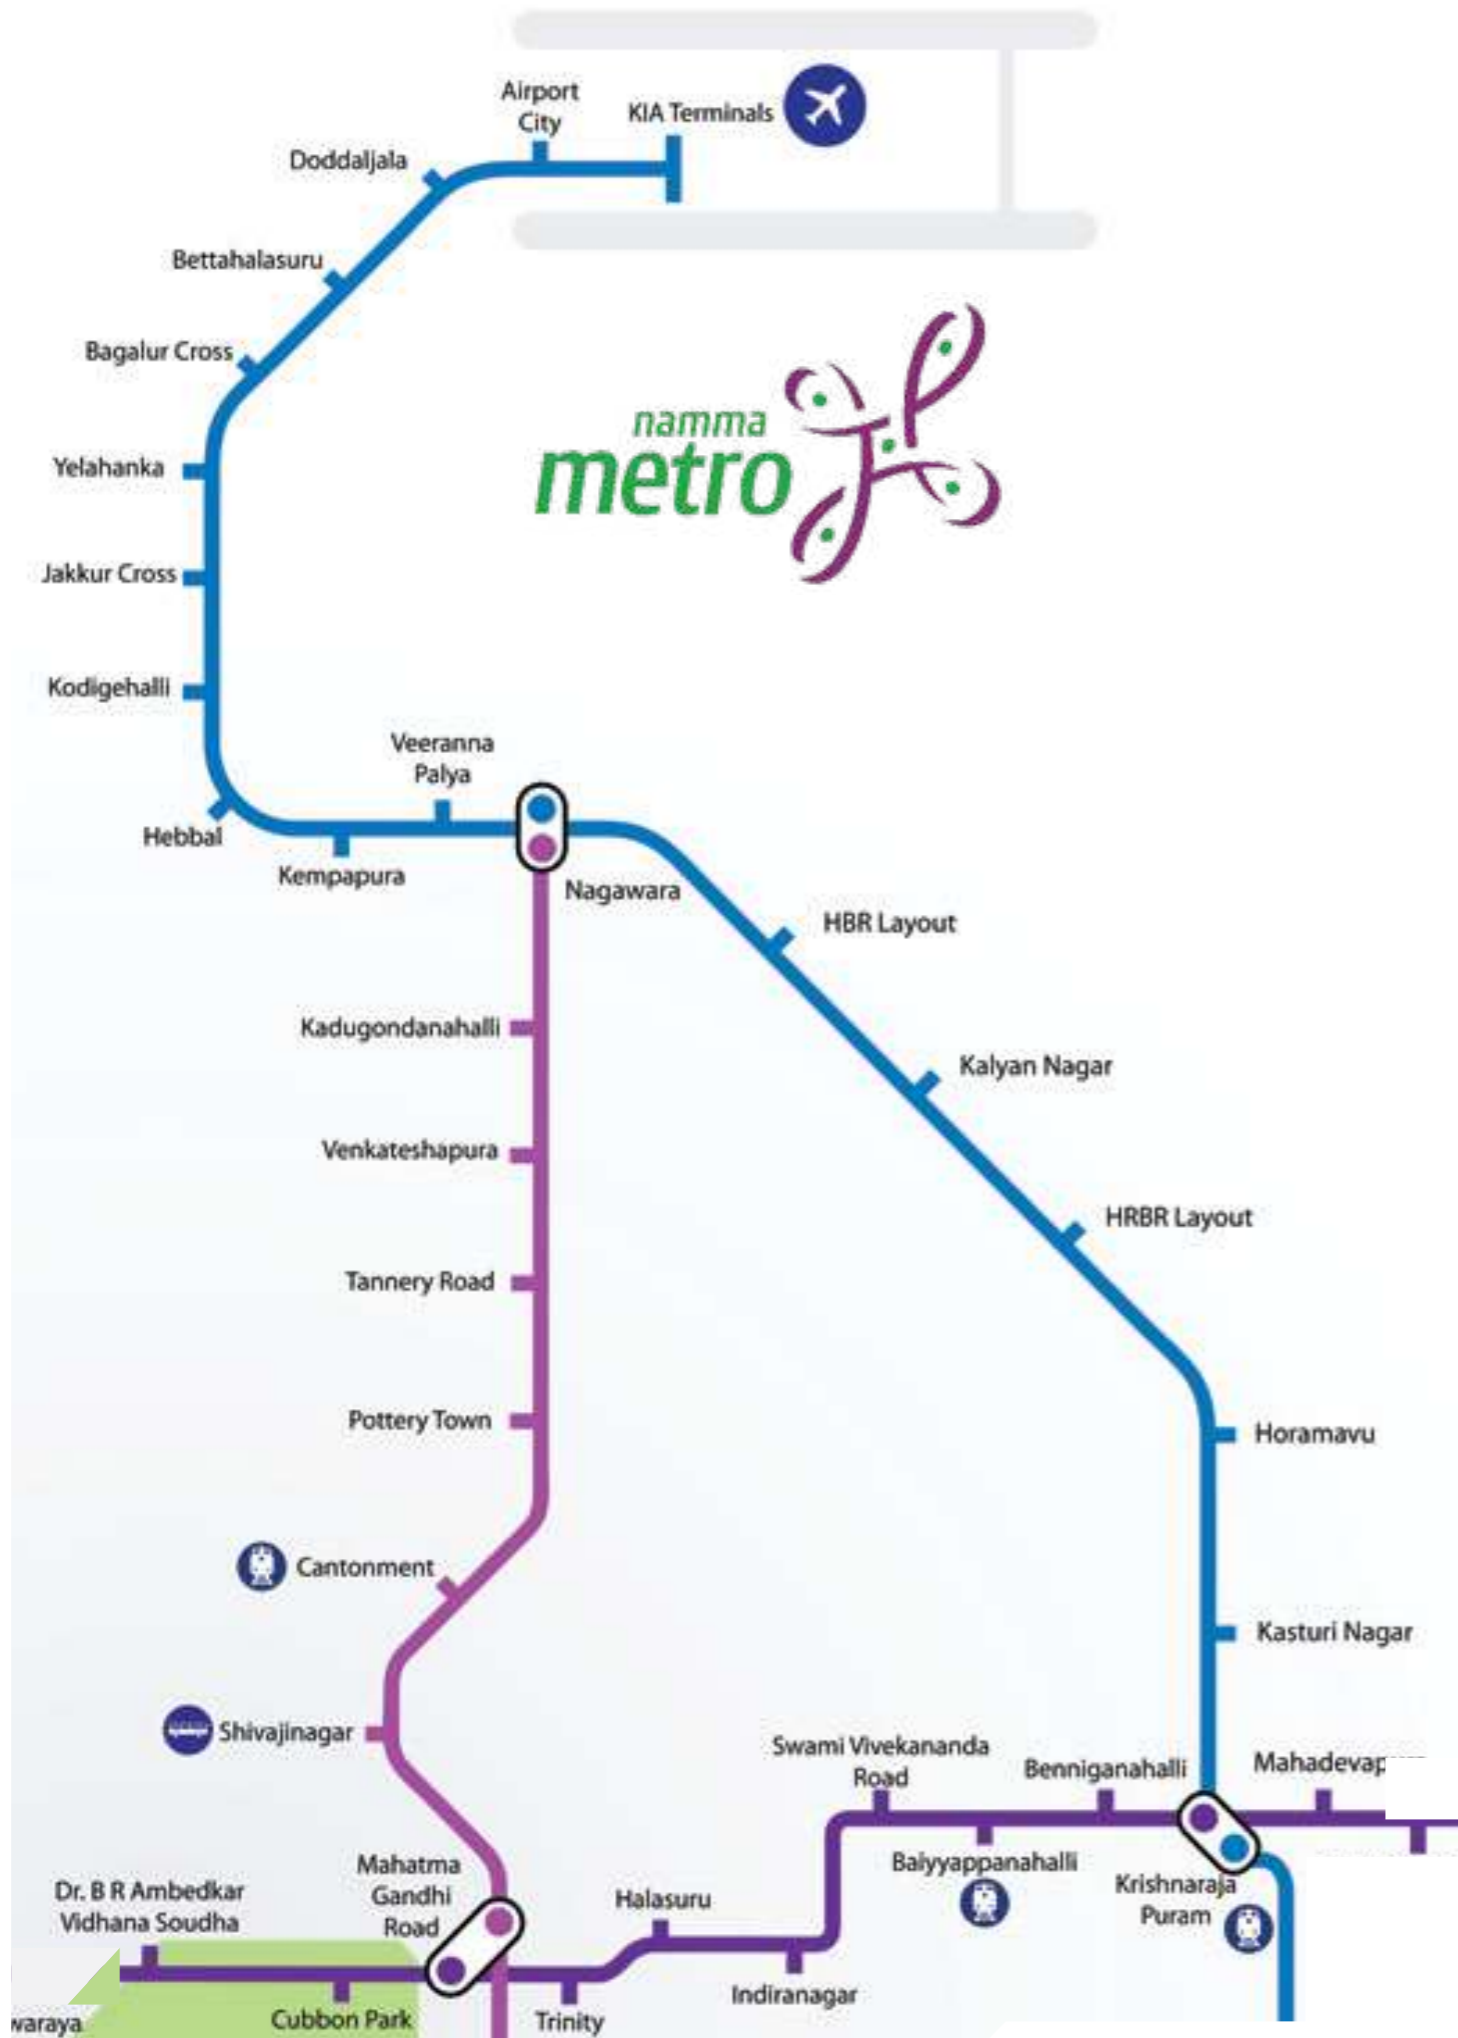 Airport
City
KIA Terminals
Doddaljala
Bettahalasuru
Bagalur Cross
namma
metro
Yelahanka
Jakkur Cross
Kodigehalli
Veeranna
Palya
Hebbal
Kempapura
Nagawara
HBR Layout
Kadugondanahalli
Kalyan Nagar
Venkateshapura
HRBR Layout
Tannery Road
Pottery Town
Horamavu
Cantonment
Kasturi Nagar
Shivajinagar
Swami Vivekananda
Road
Benniganahalli
Mahatma
Gandhi
Road
Baiyyappanahalli
Krishnaraja
Puram
Dr. B R Ambedkar
Vidhana Soudha
Halasuru
Indiranagar
Cubbon Park
Trinity